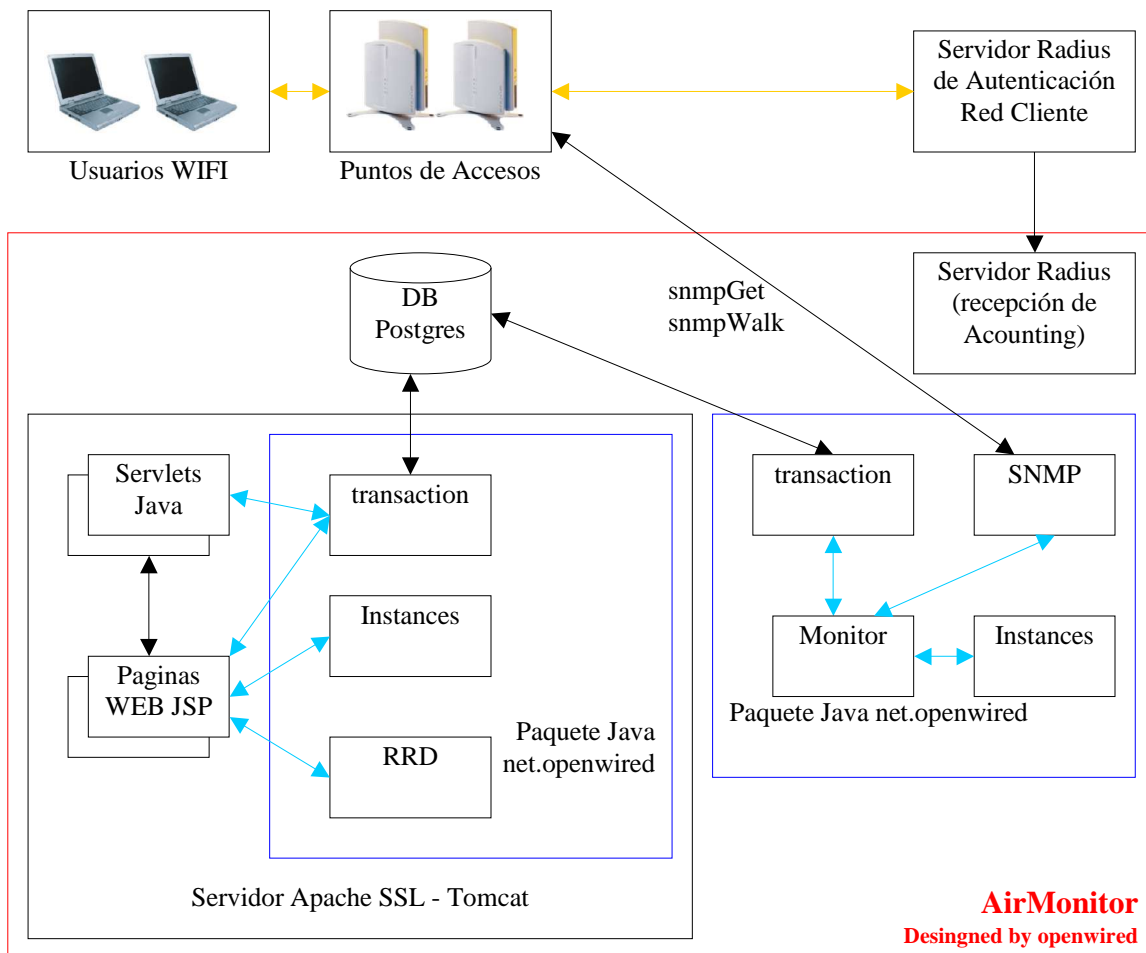 Servidor Radius
de Autenticación
Red Cliente
Usuarios WIFI
Puntos de Accesos
DB
Postgres
snmpGet
snmpWalk
Servidor Radius
(recepción de
Acounting)
Servlets
Java
transaction
transaction
SNMP
Instances
Monitor
Instances
Paginas
WEB JSP
Paquete Java net.openwired
RRD
Paquete Java
net.openwired
Servidor Apache SSL - Tomcat
AirMonitor
Desingned by openwired